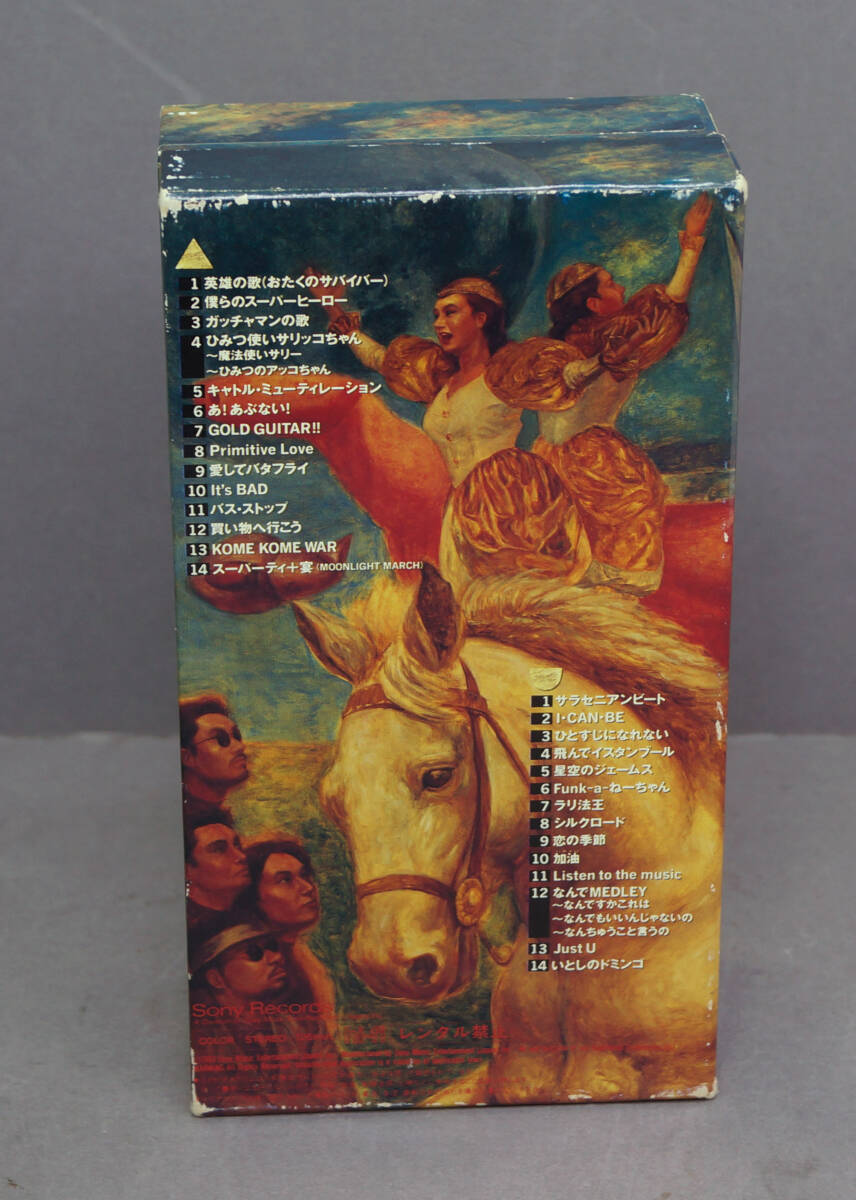 1 英雄の歌(おたくのサバイバー)
2 僕らのスーパーヒーロー
3 ガッチャマンの歌
4 ひみつ使いサリッコちゃん
〜魔法使いサリー
〜ひみつのアッコちゃん
5 キャトル・ミューティレーション
6 あ!あぶない!
7 GOLD GUITAR!!
8 Primitive Love
9 愛してバタフライ
10 It's BAD
11 バス・ストップ
12 買い物へ行こう
13 KOME KOME WAR
14 スーパーティ+宴(MOONLIGHT MARCH)
1 サラセニアンビート
2 I・CAN・BE
3 ひとすじになれない
4 飛んでイスタンブール
5 星空のジェームス
6 Funk-a-ねーちゃん
7 ラリ法王
8 シルクロード
9 恋の季節
10 加油
11 Listen to the music
12 なんでMEDLEY
〜なんですかこれは
〜なんでもいいんじゃないの
〜なんちゅうこと言うの
13 Just U
14 いとしのドミンゴ
Sony Records
COLOR STEREO レンタル禁止